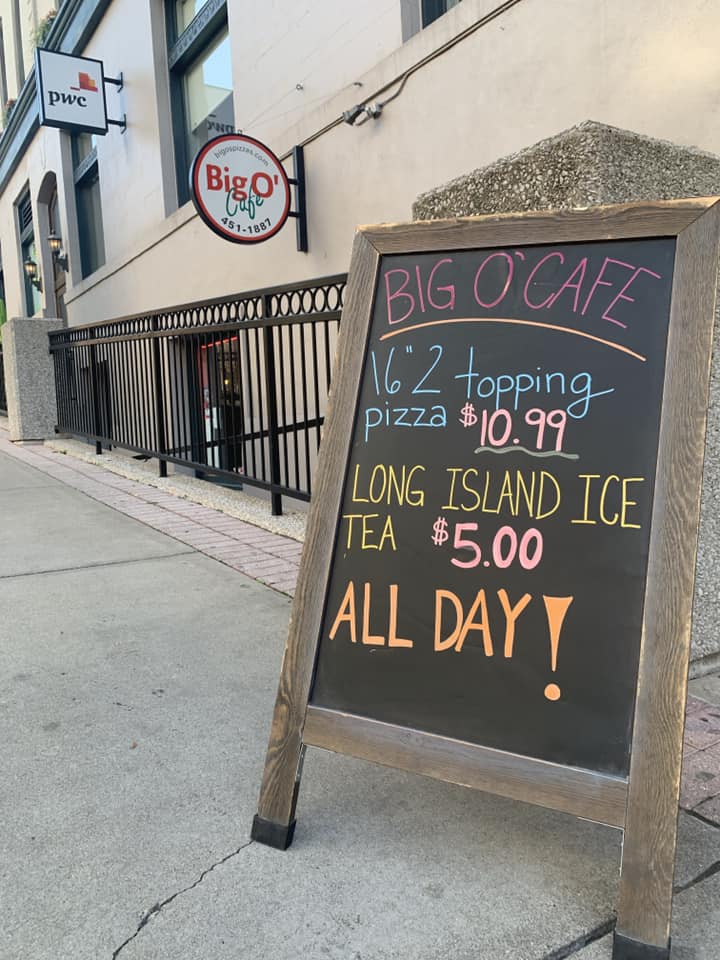 pwc
bigospizzas.com
Big O'
Cafe
451-1887
BIG O' CAFE
16" 2 topping
pizza $10.99
LONG ISLAND ICE
TEA $5.00
ALL DAY!